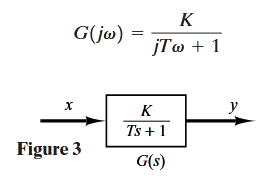 G(jω) = K / jTω + 1
x
K / Ts + 1
y
Figure 3
G(s)